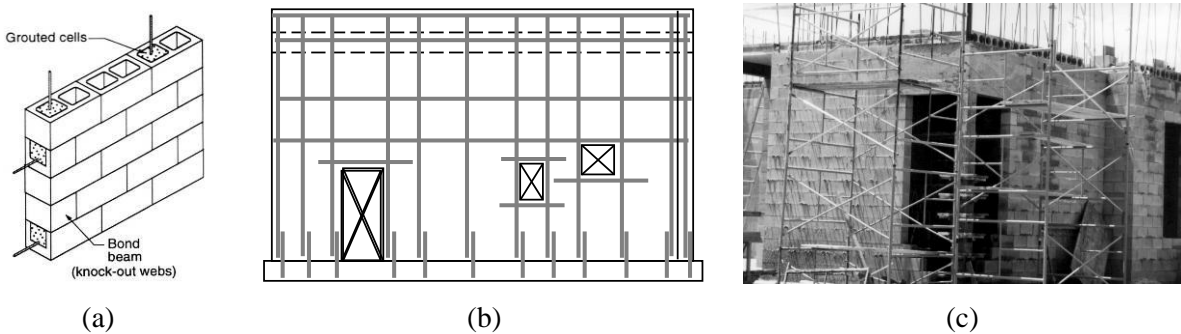 Grouted cells
Bond
beam
(knock-out webs)
(a)
(b)
(c)